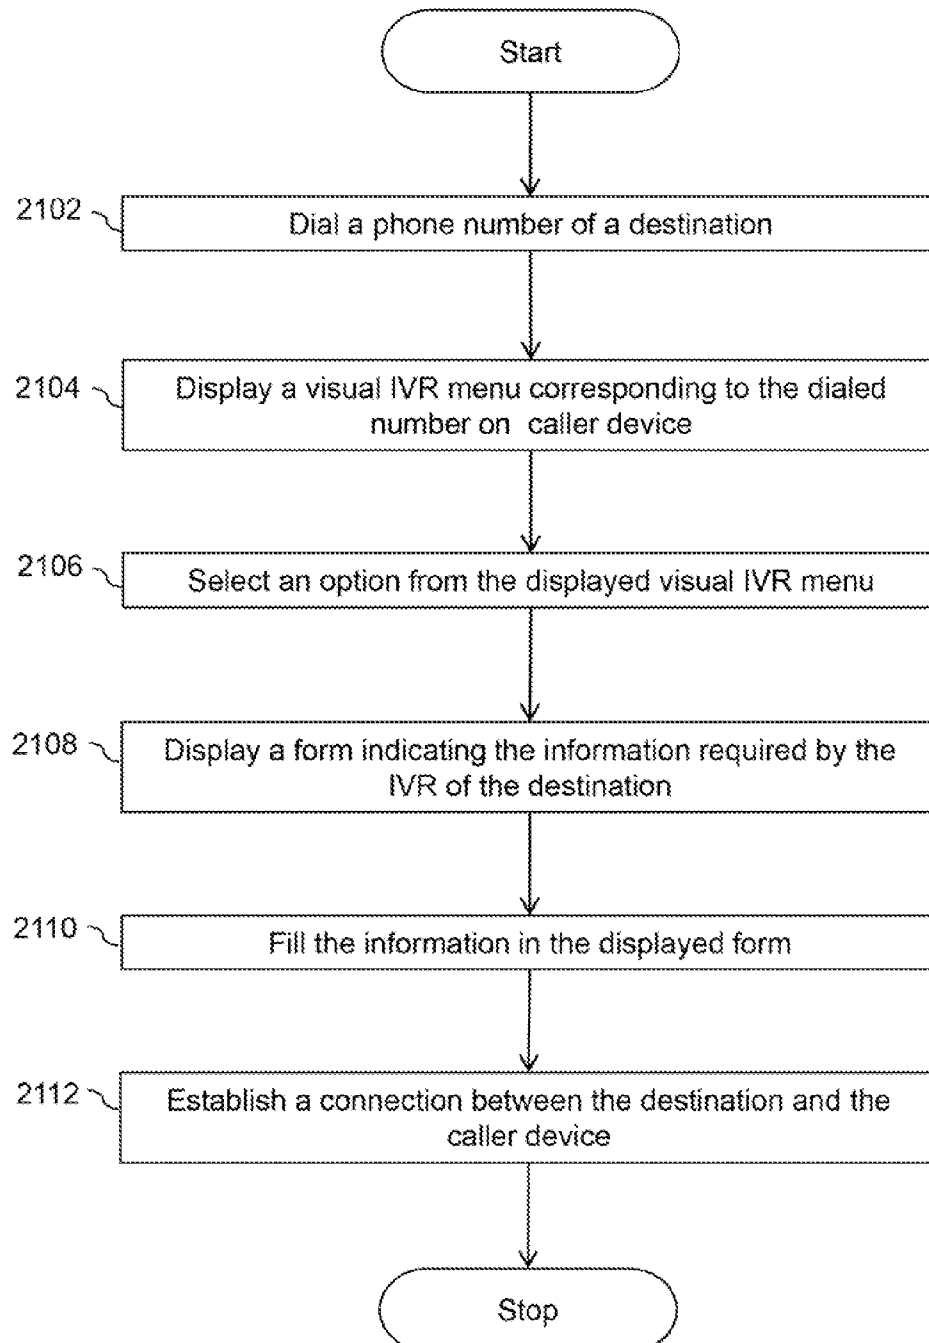 Start
2102
Dial a phone number of a destination
2104
Display a visual IVR menu corresponding to the dialed
number on caller device
2106
Select an option from the displayed visual IVR menu
2108
Display a form indicating the information required by the
IVR of the destination
2110
Fill the information in the displayed form
2112
Establish a connection between the destination and the
caller device
Stop